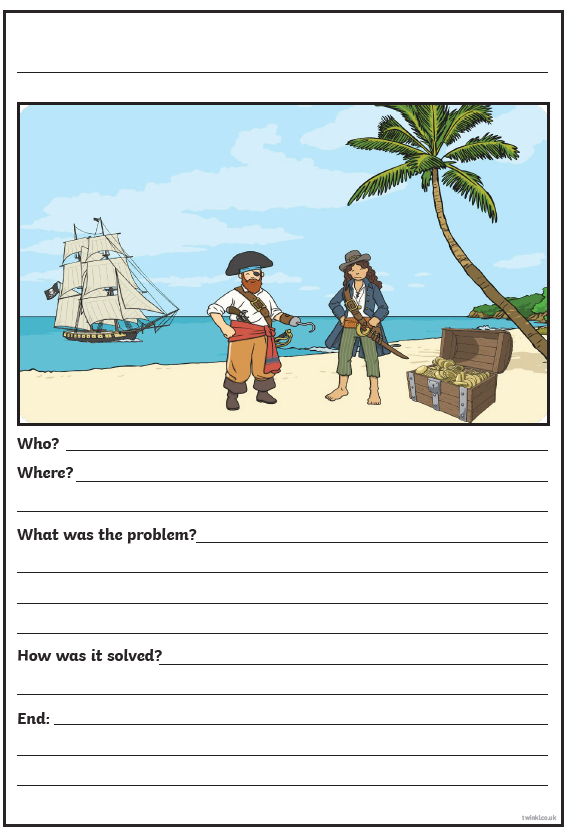 Who?
Where?
What was the problem?
How was it solved?
End:
twinkl.co.uk